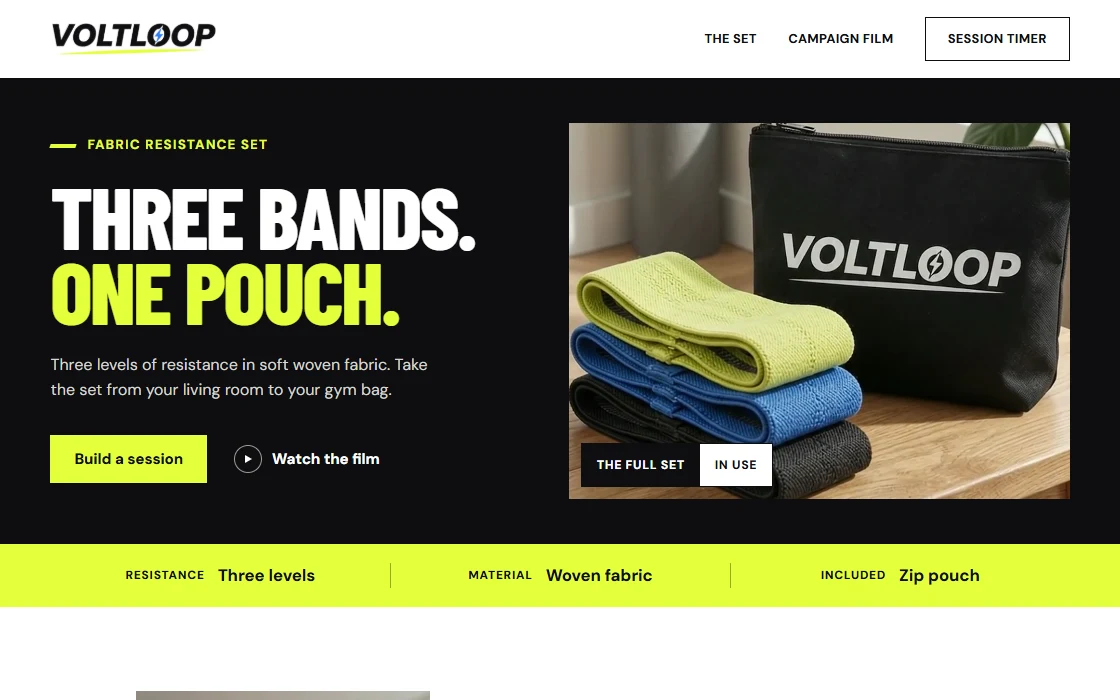 VOLTLOOP
THE SET
CAMPAIGN FILM
SESSION TIMER
FABRIC RESISTANCE SET
THREE BANDS.
ONE POUCH.
Three levels of resistance in soft woven fabric. Take
the set from your living room to your gym bag.
Build a session
Watch the film
VOLTLOOP
THE FULL SET
IN USE
RESISTANCE Three levels
MATERIAL Woven fabric
INCLUDED Zip pouch